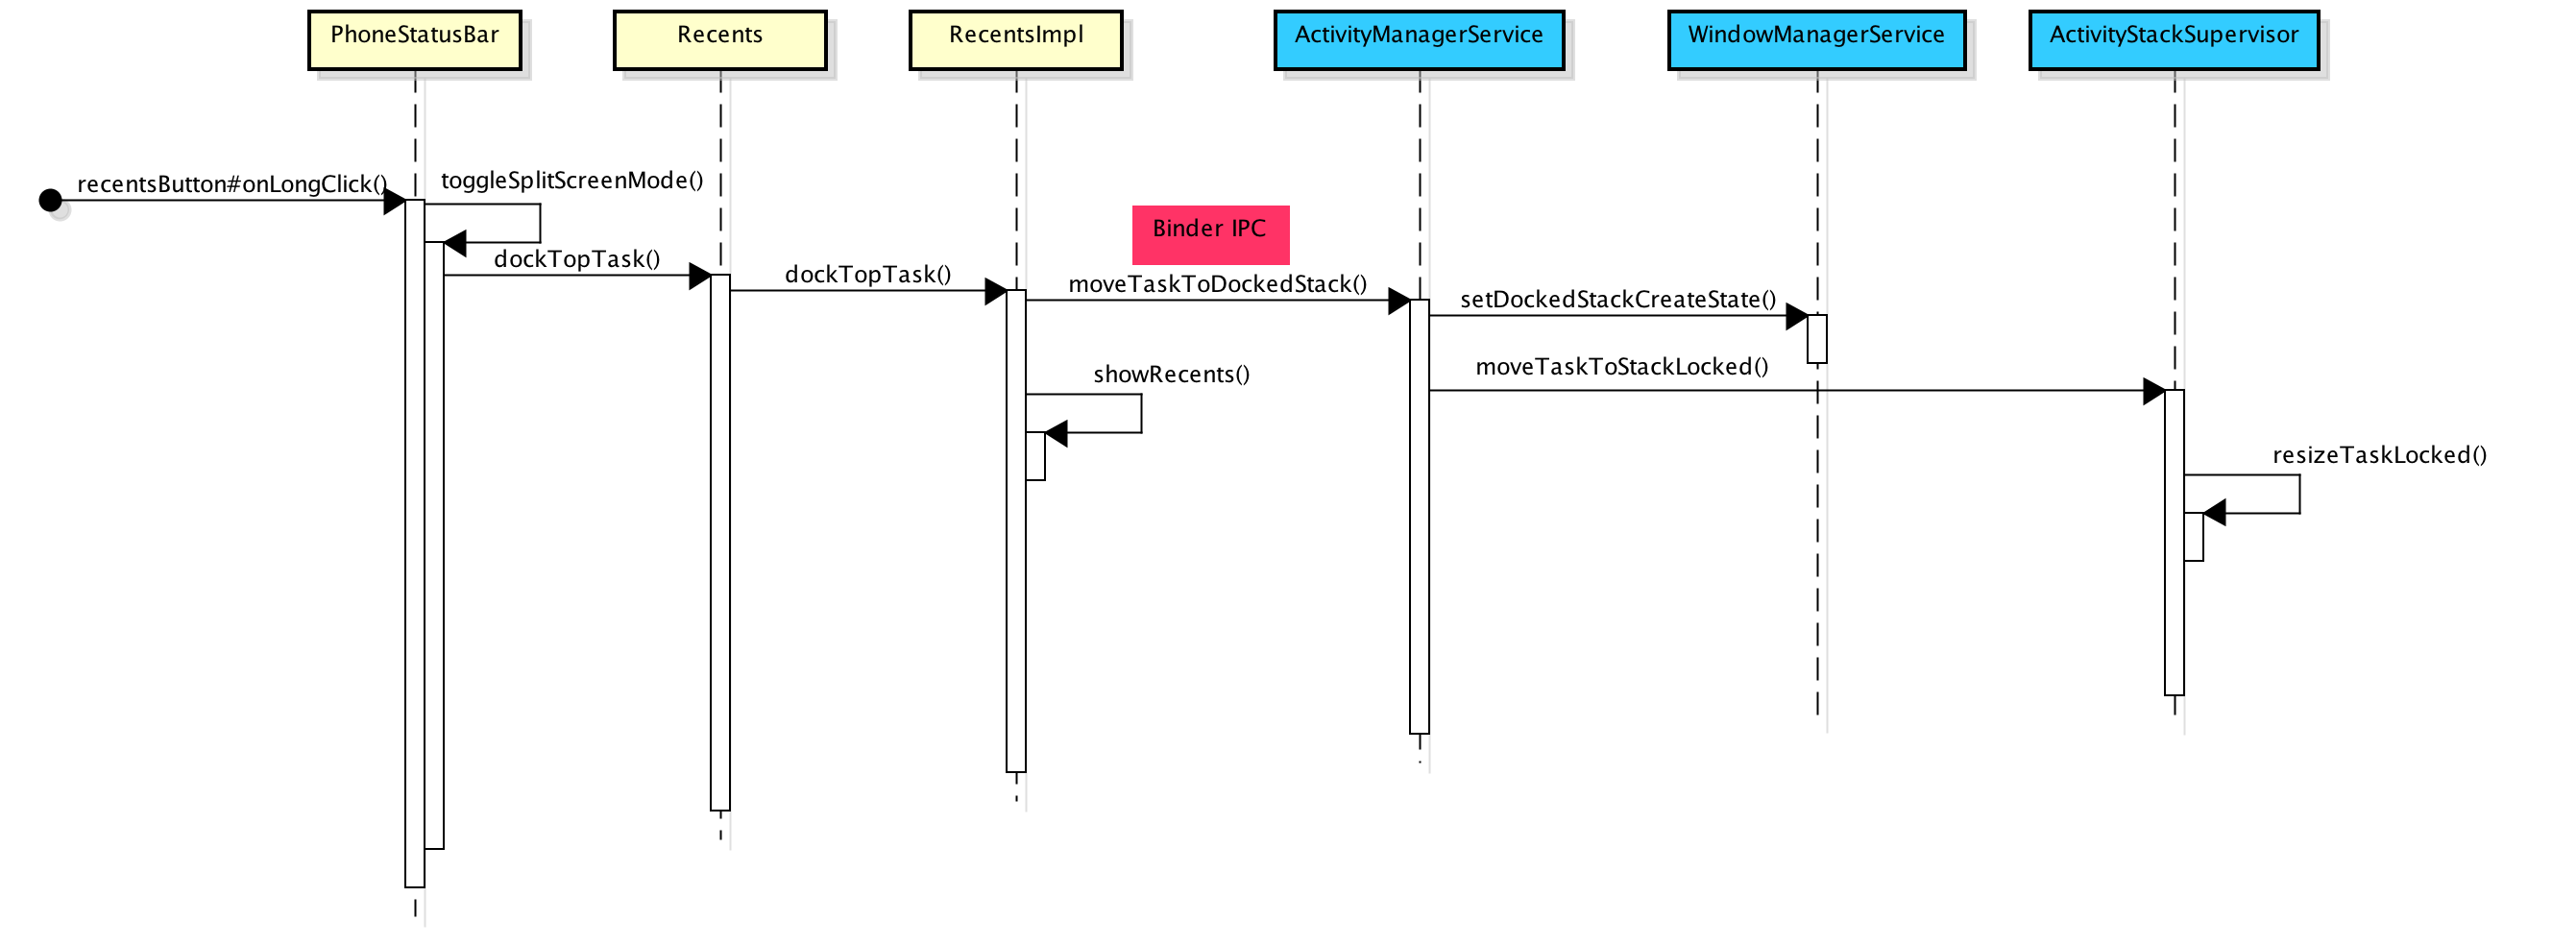 PhoneStatusBar
Recents
RecentsImpl
ActivityManagerService
WindowManagerService
ActivityStackSupervisor
recentsButton#onLongClick()
toggleSplitScreenMode()
Binder IPC
dockTopTask()
dockTopTask()
moveTaskToDockedStack()
setDockedStackCreateState()
moveTaskToStackLocked()
showRecents()
resizeTaskLocked()